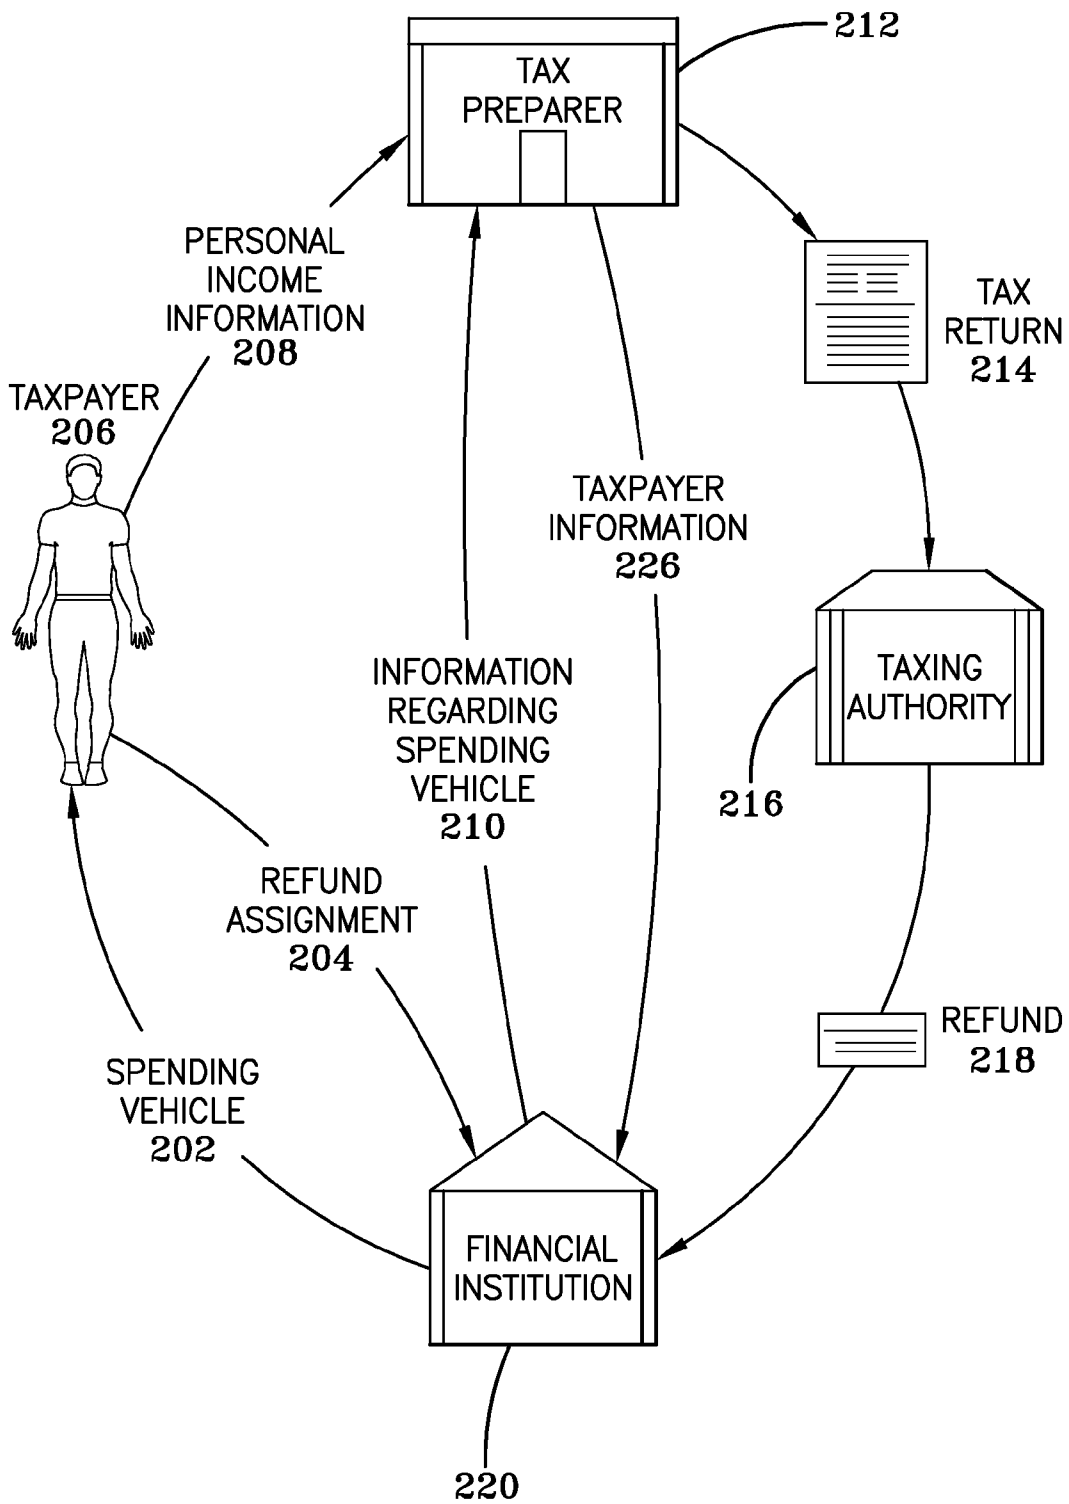 212
TAX
PREPARER
PERSONAL
INCOME
INFORMATION
208
TAX
RETURN
214
TAXPAYER
206
TAXPAYER
INFORMATION
226
INFORMATION
REGARDING
SPENDING
VEHICLE
210
TAXING
AUTHORITY
216
REFUND
ASSIGNMENT
204
REFUND
218
SPENDING
VEHICLE
202
FINANCIAL
INSTITUTION
220